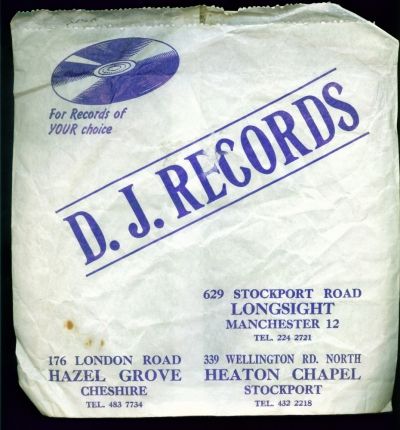 For Records of
YOUR choice
D. J. RECORDS
629 STOCKPORT ROAD
LONGSIGHT
MANCHESTER 12
TEL. 224 2721
176 LONDON ROAD
HAZEL GROVE
CHESHIRE
TEL. 483 7734
339 WELLINGTON RD. NORTH
HEATON CHAPEL
STOCKPORT
TEL. 432 2218